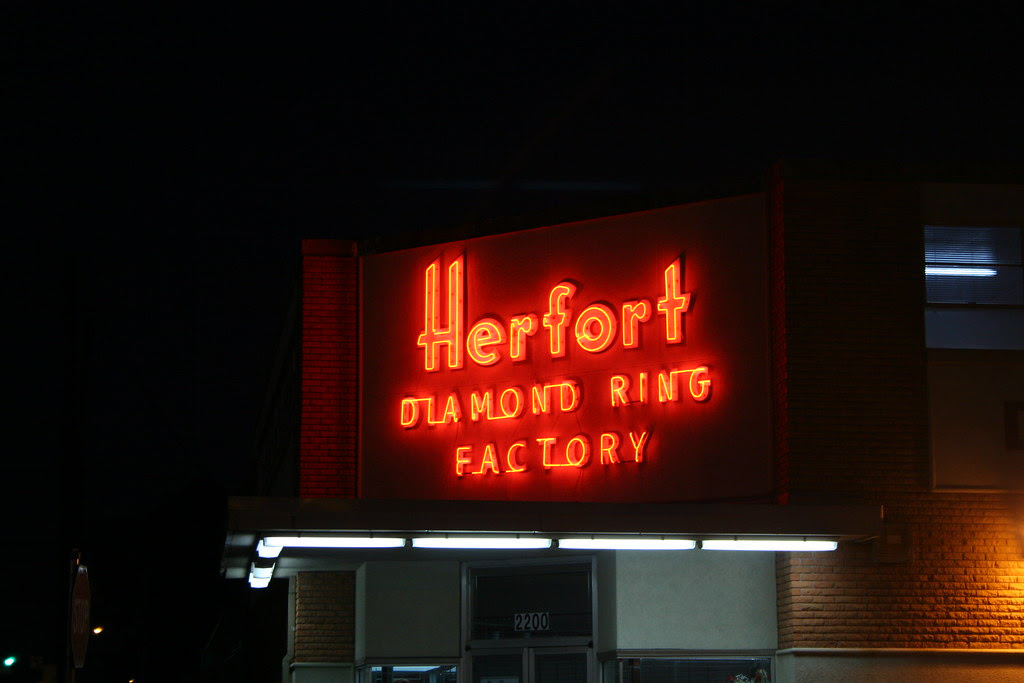 Herfort
DIAMOND RING
FACTORY
2200